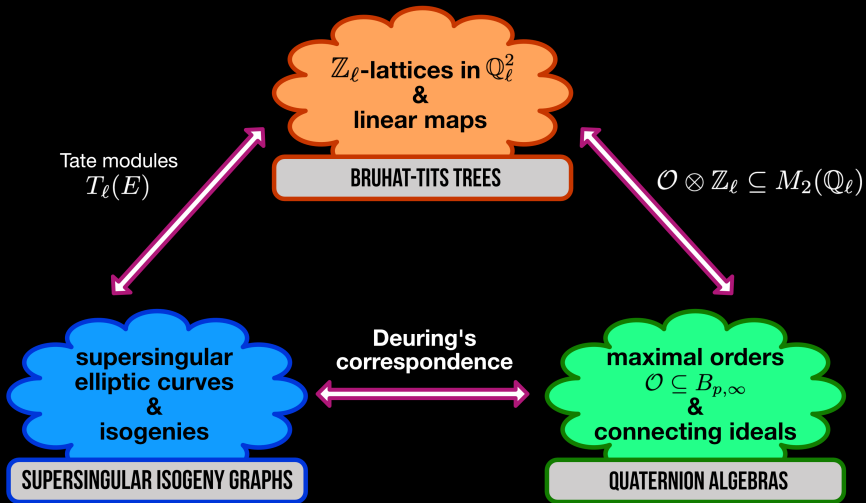 ℤ_ℓ-lattices in ℚ_ℓ^2
&
linear maps
BRUHAT-TITS TREES
Tate modules
T_ℓ(E)
𝒪 ⊗ ℤ_ℓ ⊆ M_2(ℚ_ℓ)
Deuring's
correspondence
supersingular
elliptic curves
&
isogenies
SUPERSINGULAR ISOGENY GRAPHS
maximal orders
𝒪 ⊆ B_{p,∞}
&
connecting ideals
QUATERNION ALGEBRAS